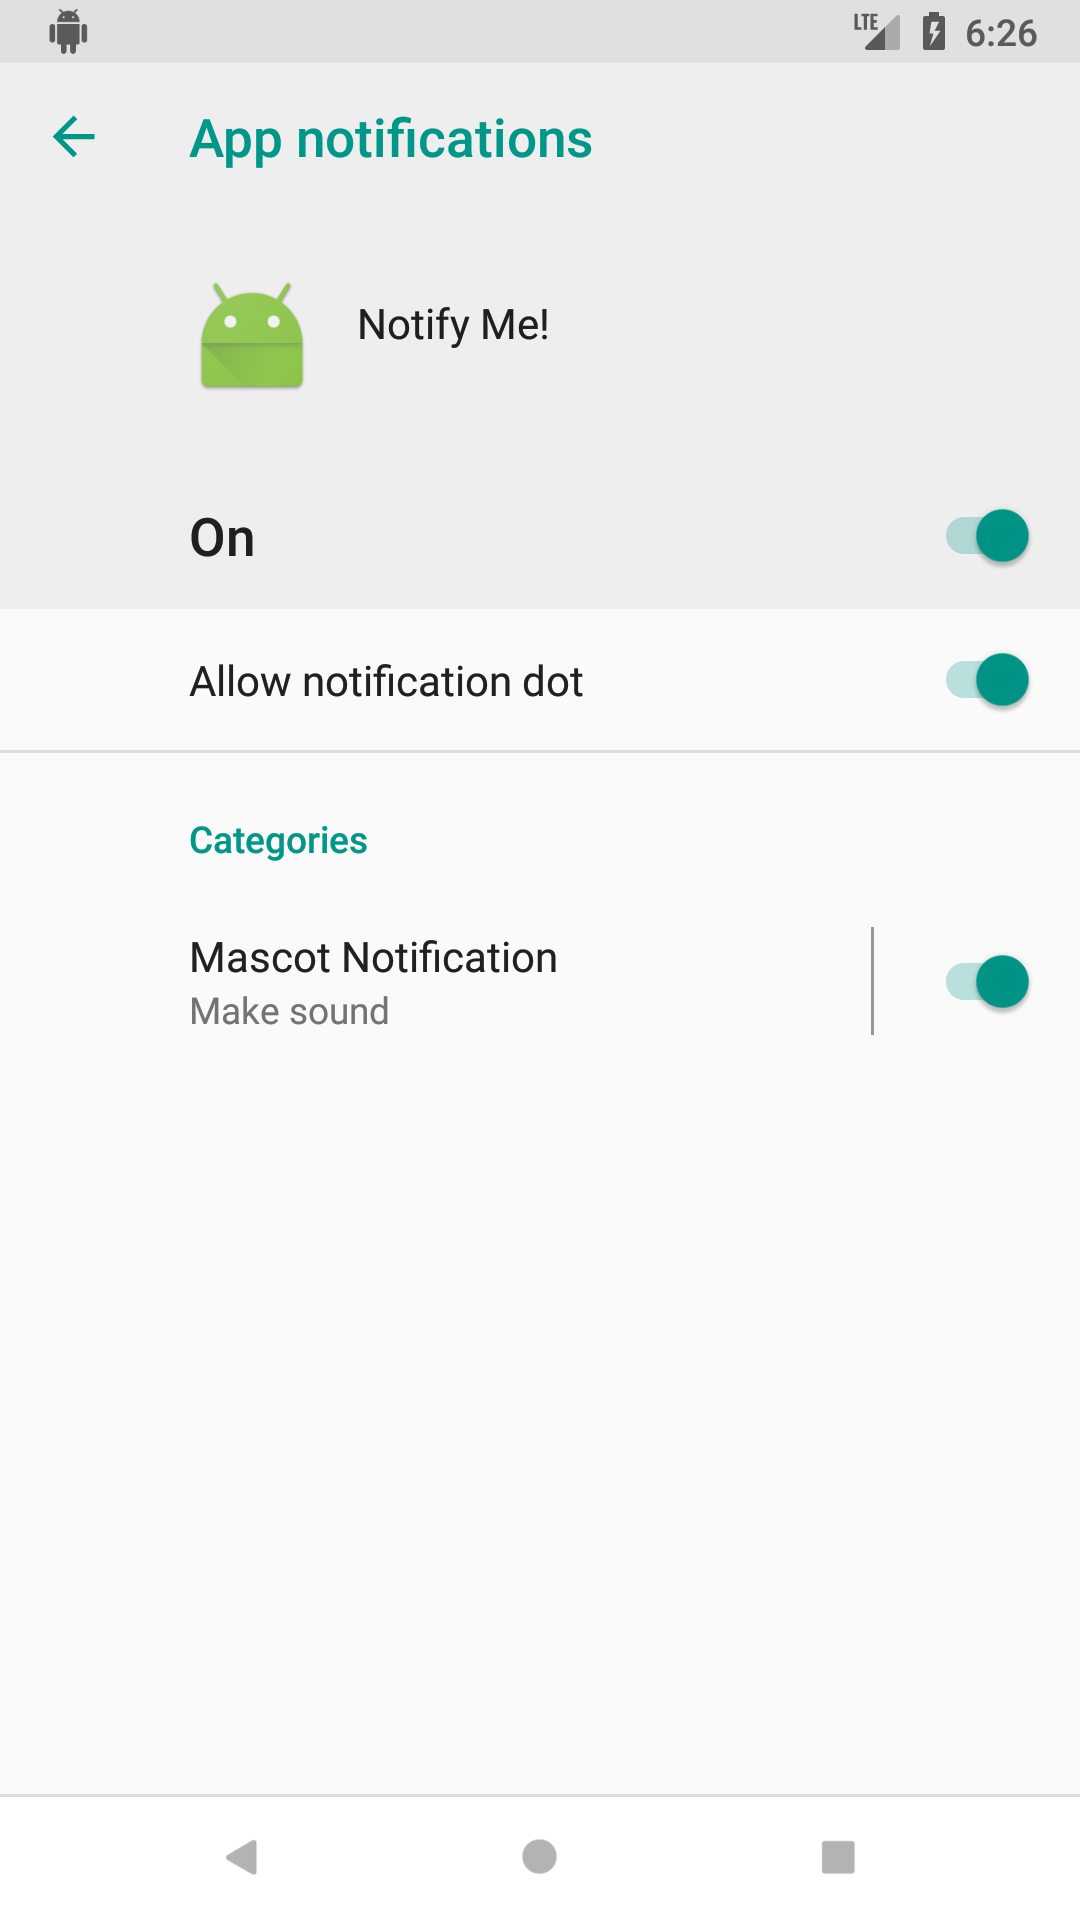 LTE 6:26
App notifications
Notify Me!
On
Allow notification dot
Categories
Mascot Notification
Make sound